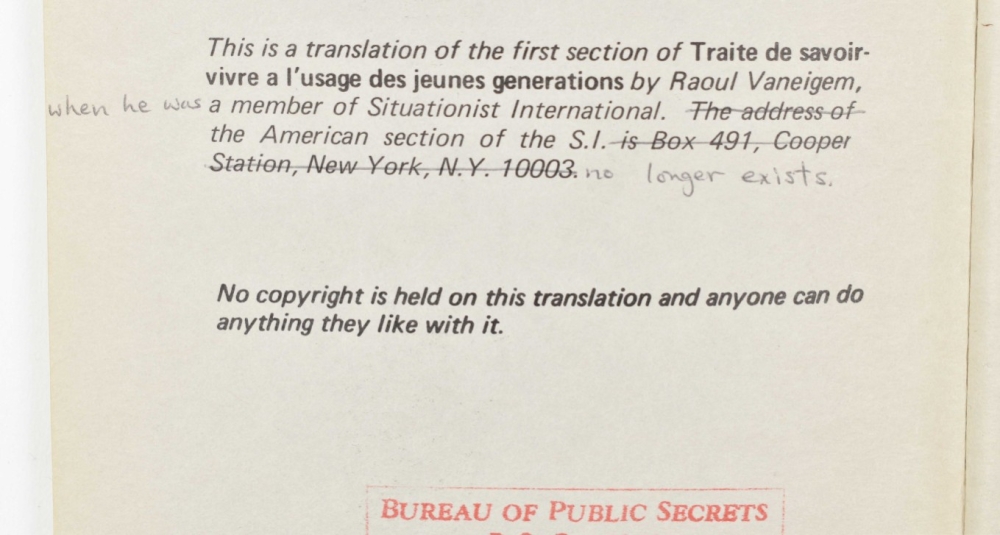 This is a translation of the first section of Traite de savoir-
vivre a l'usage des jeunes generations by Raoul Vaneigem,
when he was a member of Situationist International. The address of
the American section of the S.I. is Box 491, Cooper
Station, New York, N.Y. 10003. no longer exists.
No copyright is held on this translation and anyone can do
anything they like with it.
BUREAU OF PUBLIC SECRETS